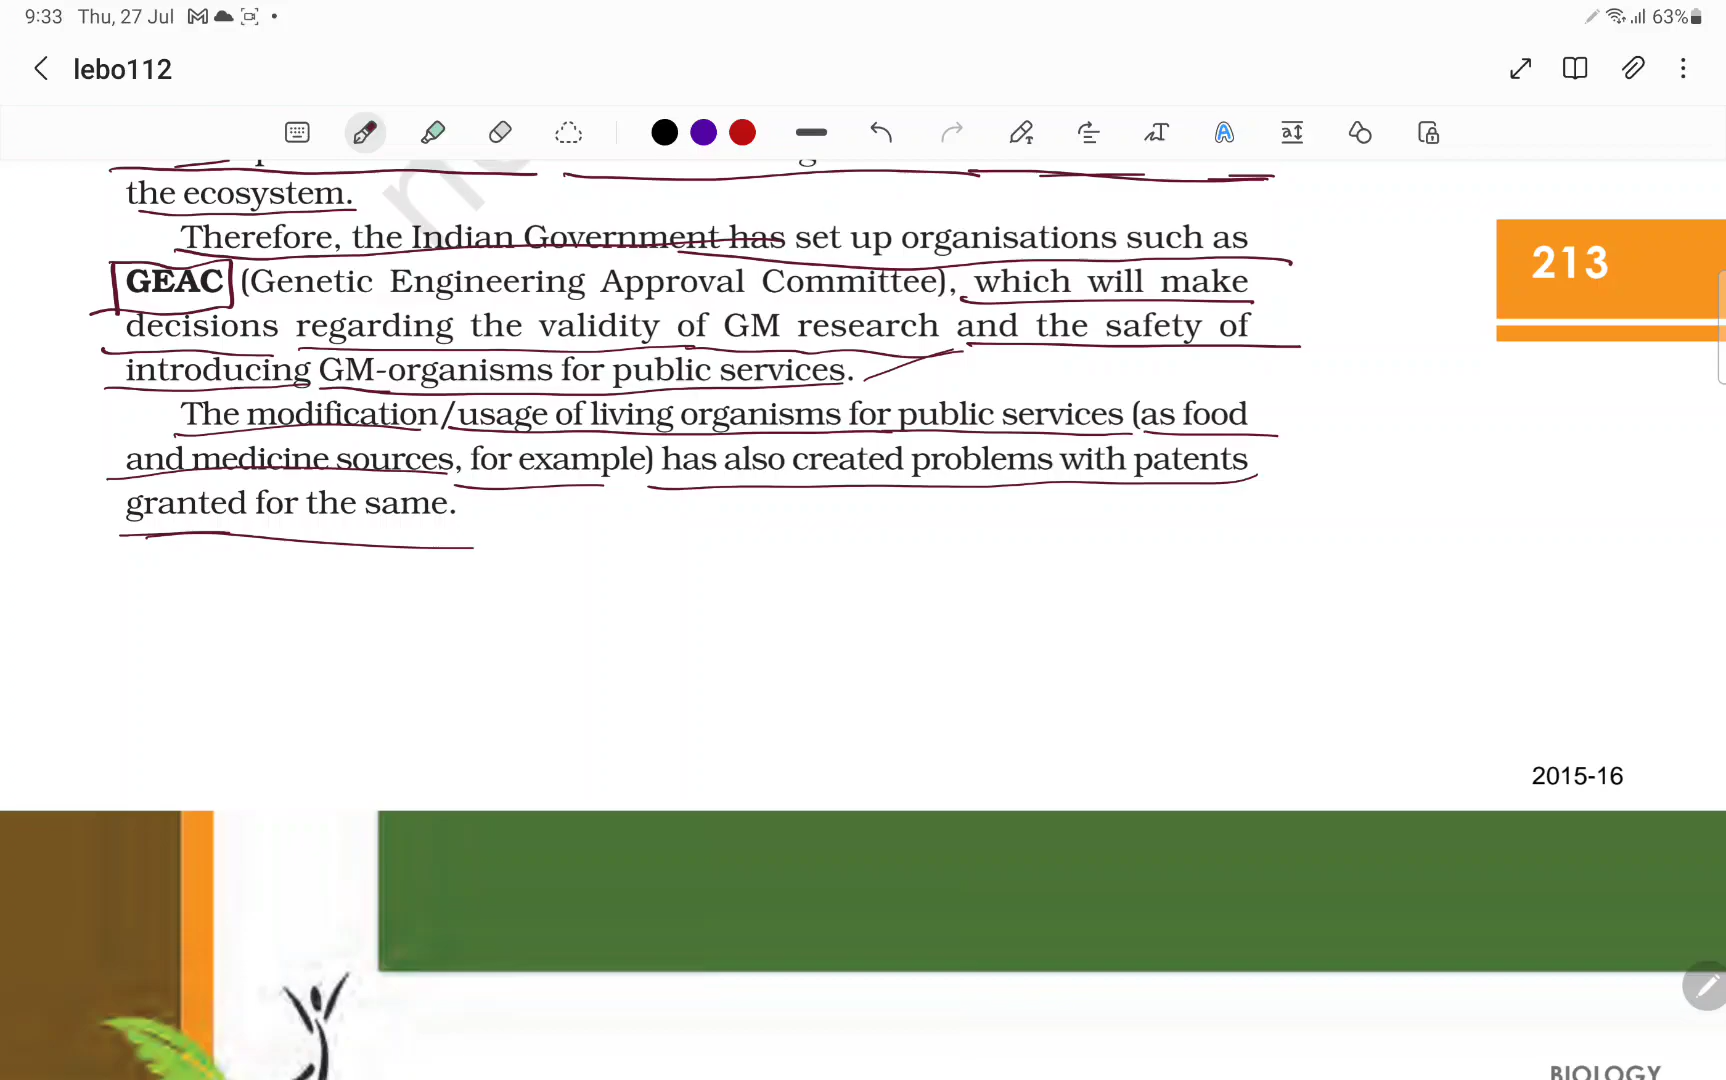 9:33 Thu, 27 Jul 63%
lebo112
the ecosystem.
Therefore, the Indian Government has set up organisations such as
GEAC (Genetic Engineering Approval Committee), which will make
decisions regarding the validity of GM research and the safety of
introducing GM-organisms for public services.
The modification/usage of living organisms for public services (as food
and medicine sources, for example) has also created problems with patents
granted for the same.
213
2015-16
BIOLOGY